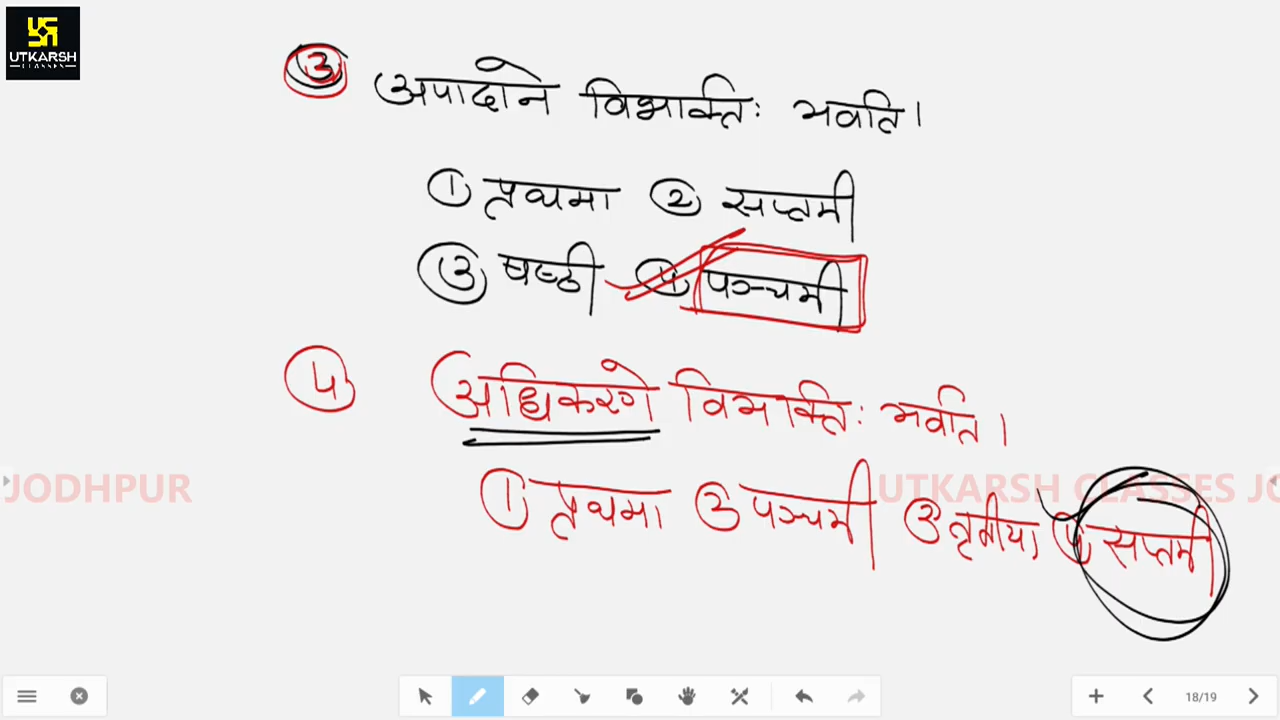 UTKARSH
CLASSES
③ अपादाने विभक्तिः भवति।
① प्रथमा ② सप्तमी
③ षष्ठी ④ पञ्चमी
④ अधिकरणे विभक्तिः भवति।
JODHPUR UTKARSH CLASSES JO
① प्रथमा ② पञ्चमी ③ तृतीया ④ सप्तमी
18/19